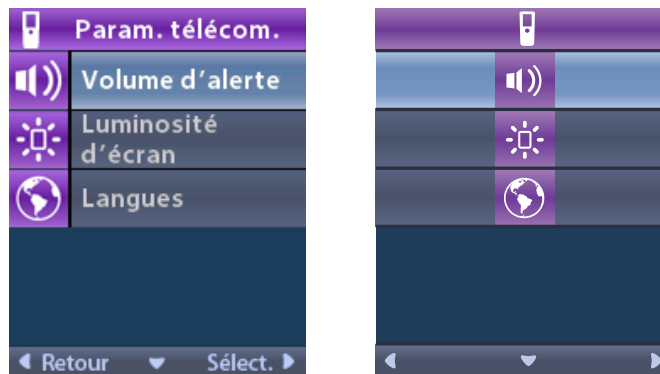 Param. télécom.
Volume d’alerte
Luminosité
d’écran
Langues
Retour Sélect.